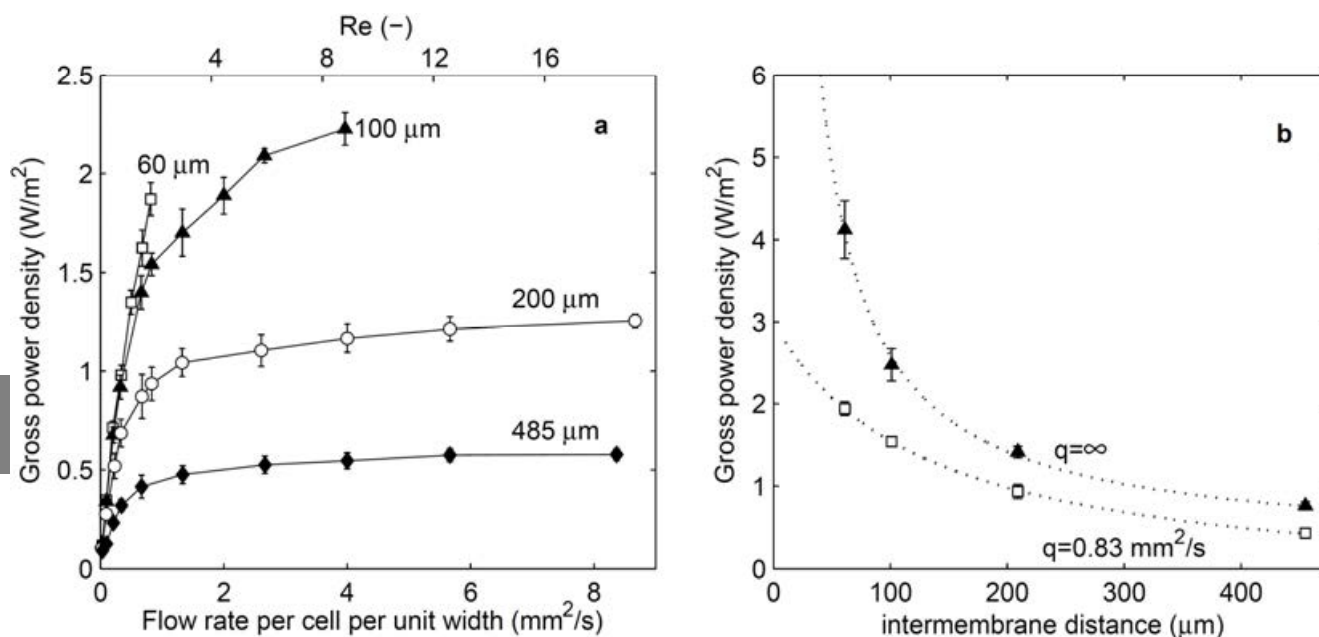 Re (−)
4 8 12 16
2.5
2
1.5
1
0.5
0
Gross power density (W/m²)
a
60 μm
100 μm
200 μm
485 μm
0 2 4 6 8
Flow rate per cell per unit width (mm²/s)
6
5
4
3
2
1
0
Gross power density (W/m²)
b
q=∞
q=0.83 mm²/s
0 100 200 300 400
intermembrane distance (μm)